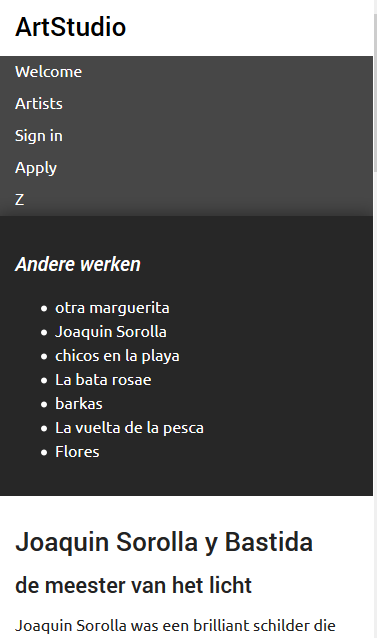 ArtStudio
Welcome
Artists
Sign in
Apply
Z
Andere werken
otra marguerita
Joaquin Sorolla
chicos en la playa
La bata rosae
barkas
La vuelta de la pesca
Flores
Joaquin Sorolla y Bastida
de meester van het licht
Joaquin Sorolla was een brilliant schilder die